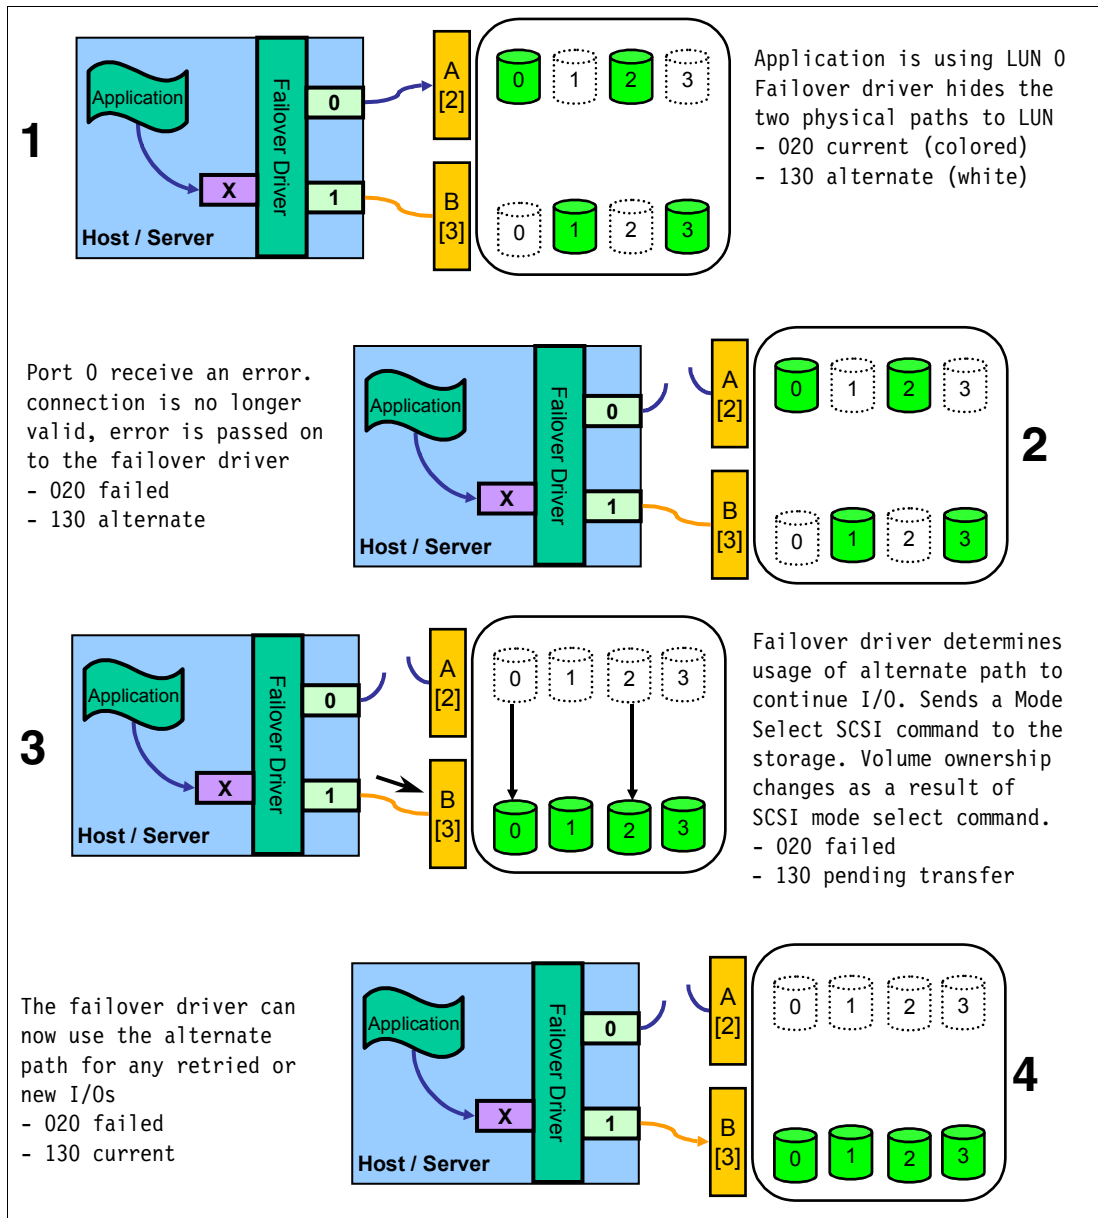 1
Application
Failover Driver
0
X
1
Host / Server
A
[2]
B
[3]
0 1 2 3
0 1 2 3
Application is using LUN 0
Failover driver hides the
two physical paths to LUN
- 020 current (colored)
- 130 alternate (white)
Port 0 receive an error.
connection is no longer
valid, error is passed on
to the failover driver
- 020 failed
- 130 alternate
Application
Failover Driver
0
X
1
Host / Server
A
[2]
B
[3]
0 1 2 3
0 1 2 3
2
3
Application
Failover Driver
0
X
1
Host / Server
A
[2]
B
[3]
0 1 2 3
0 1 2 3
Failover driver determines
usage of alternate path to
continue I/O. Sends a Mode
Select SCSI command to the
storage. Volume ownership
changes as a result of
SCSI mode select command.
- 020 failed
- 130 pending transfer
The failover driver can
now use the alternate
path for any retried or
new I/Os
- 020 failed
- 130 current
Application
Failover Driver
0
X
1
Host / Server
A
[2]
B
[3]
0 1 2 3
0 1 2 3
4